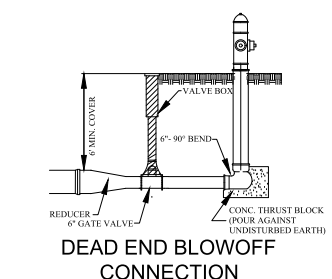 VALVE BOX
6' MIN. COVER
6"- 90° BEND
REDUCER
6" GATE VALVE
CONC. THRUST BLOCK
(POUR AGAINST
UNDISTURBED EARTH)
DEAD END BLOWOFF
CONNECTION